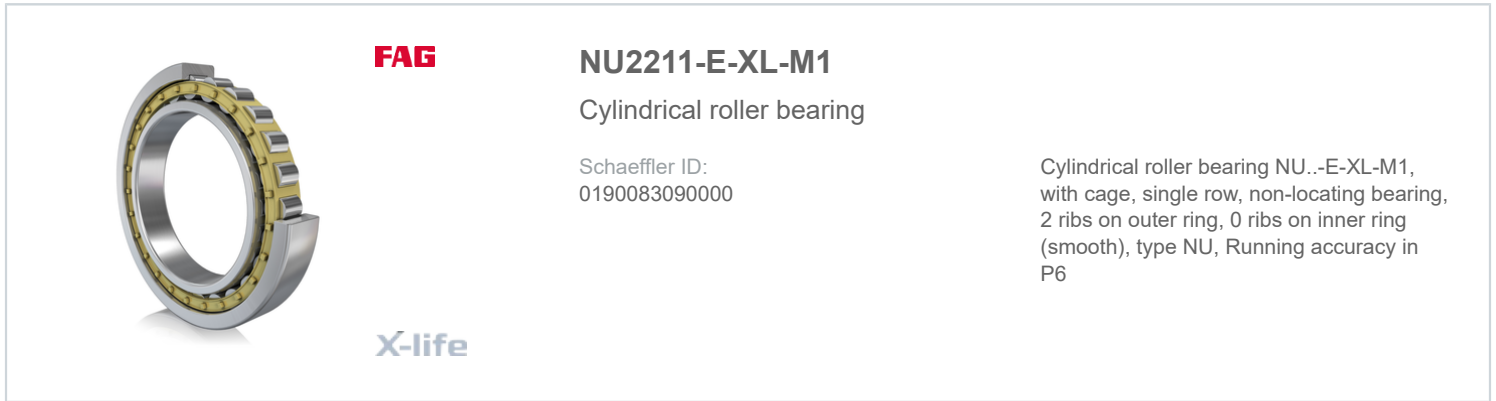 FAG
NU2211-E-XL-M1
Cylindrical roller bearing
Schaeffler ID:
0190083090000
Cylindrical roller bearing NU..-E-XL-M1,
with cage, single row, non-locating bearing,
2 ribs on outer ring, 0 ribs on inner ring
(smooth), type NU, Running accuracy in
P6
X-life